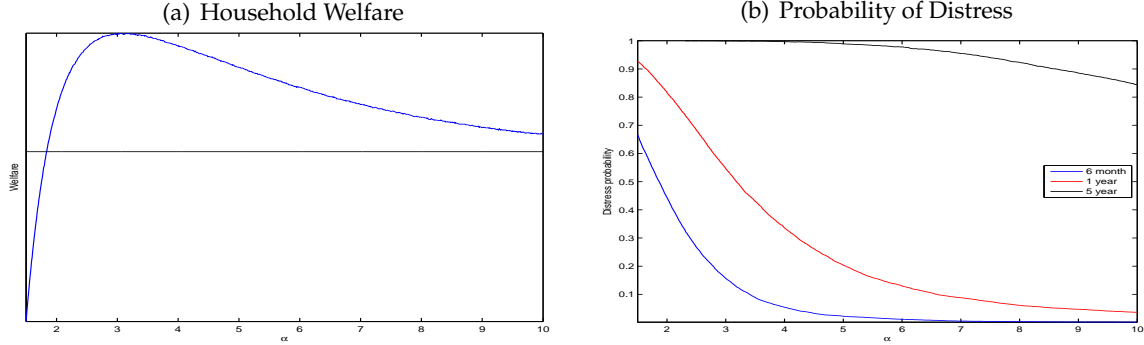 (a) Household Welfare
Welfare
2 3 4 5 6 7 8 9 10
α
(b) Probability of Distress
Distress probability
1
0.9
0.8
0.7
0.6
0.5
0.4
0.3
0.2
0.1
2 3 4 5 6 7 8 9 10
α
6 month
1 year
5 year